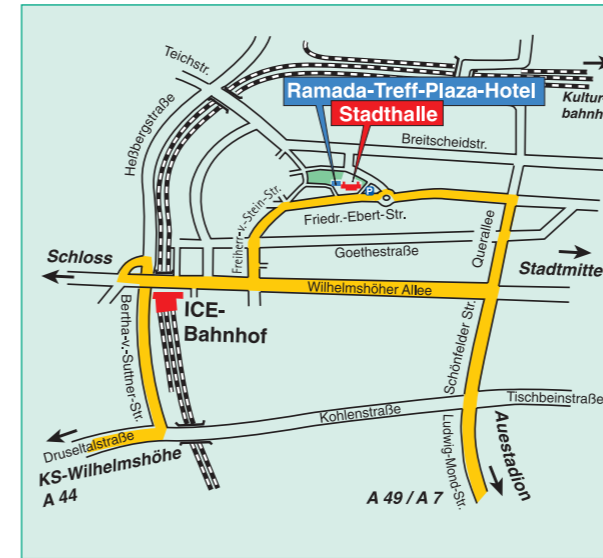 Teichstr.
Heßbergstraße
Ramada-Treff-Plaza-Hotel
Stadthalle
Kultur-
bahnh
Breitscheidstr.
P
Freiherr-v.-Stein-Str.
Friedr.-Ebert-Str.
Goethestraße
Querallee
Schloss
Stadtmitte
Wilhelmshöher Allee
ICE-
Bahnhof
Bertha-v.-Suttner-Str.
Schönfelder Str.
Tischbeinstraße
Kohlenstraße
Druseltalstraße
KS-Wilhelmshöhe
A 44
Ludwig-Mond-Str.
Auestadion
A 49 / A 7